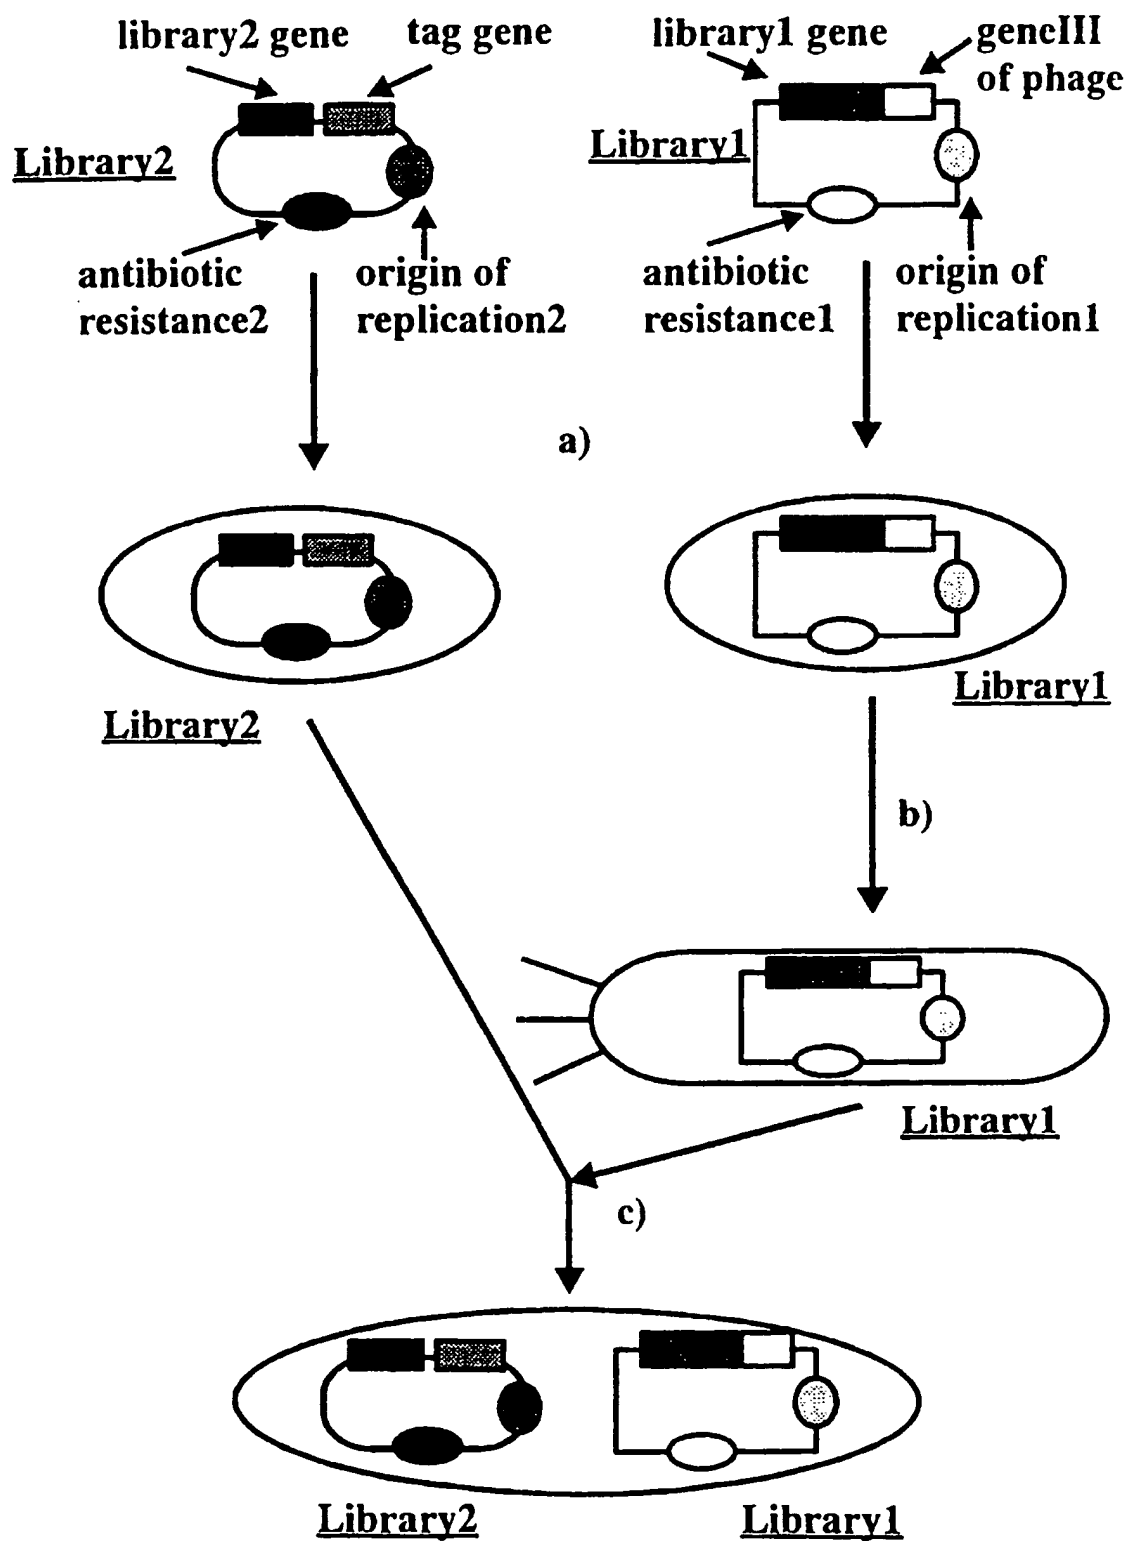 library2 gene
tag gene
library1 gene
geneIII
of phage
Library2
Library1
antibiotic
resistance2
origin of
replication2
antibiotic
resistance1
origin of
replication1
a)
Library2
Library1
b)
Library1
c)
Library2
Library1